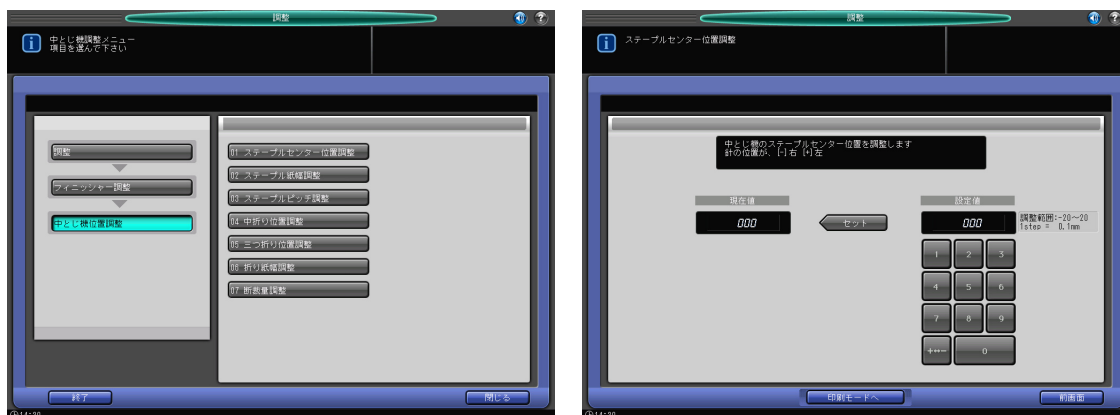 調整
中とじ機調整メニュー
項目を選んで下さい
調整
フィニッシャー調整
中とじ機位置調整
01 ステープルセンター位置調整
02 ステープル紙幅調整
03 ステープルピッチ調整
04 中折り位置調整
05 三つ折り位置調整
06 折り紙幅調整
07 断裁量調整
終了
閉じる
14:30
調整
ステープルセンター位置調整
中とじ機のステープルセンター位置を調整します
針の位置が、[-]右 [+]左
現在値
設定値
000
セット
000
調整範囲:-20～20
1step = 0.1mm
1 2 3
4 5 6
7 8 9
+↔- 0
印刷モードへ
前画面
14:30